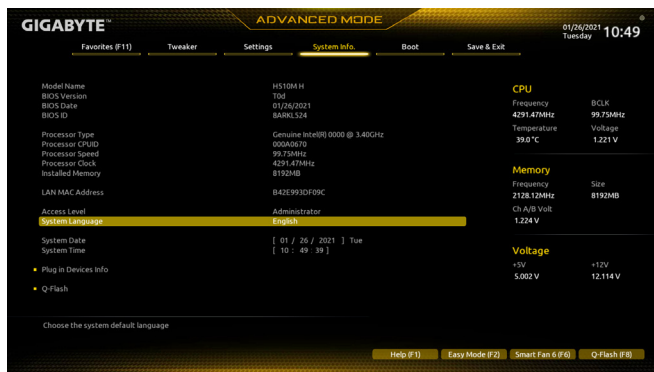 GIGABYTE™
ADVANCED MODE
01/26/2021 Tuesday 10:49
Favorites (F11) Tweaker Settings System Info. Boot Save & Exit
Model Name H510M H
BIOS Version T0d
BIOS Date 01/26/2021
BIOS ID 8ARKL524
Processor Type Genuine Intel(R) 0000 @ 3.40GHz
Processor CPUID 000A0670
Processor Speed 99.75MHz
Processor Clock 4291.47MHz
Installed Memory 8192MB
LAN MAC Address B42E993DF09C
Access Level Administrator
System Language English
System Date [ 01 / 26 / 2021 ] Tue
System Time [ 10 : 49 : 39 ]
Plug in Devices Info
Q-Flash
Choose the system default language
CPU
Frequency BCLK
4291.47MHz 99.75MHz
Temperature Voltage
39.0 °C 1.221 V
Memory
Frequency Size
2128.12MHz 8192MB
Ch A/B Volt
1.224 V
Voltage
+5V +12V
5.002 V 12.114 V
Help (F1) Easy Mode (F2) Smart Fan 6 (F6) Q-Flash (F8)